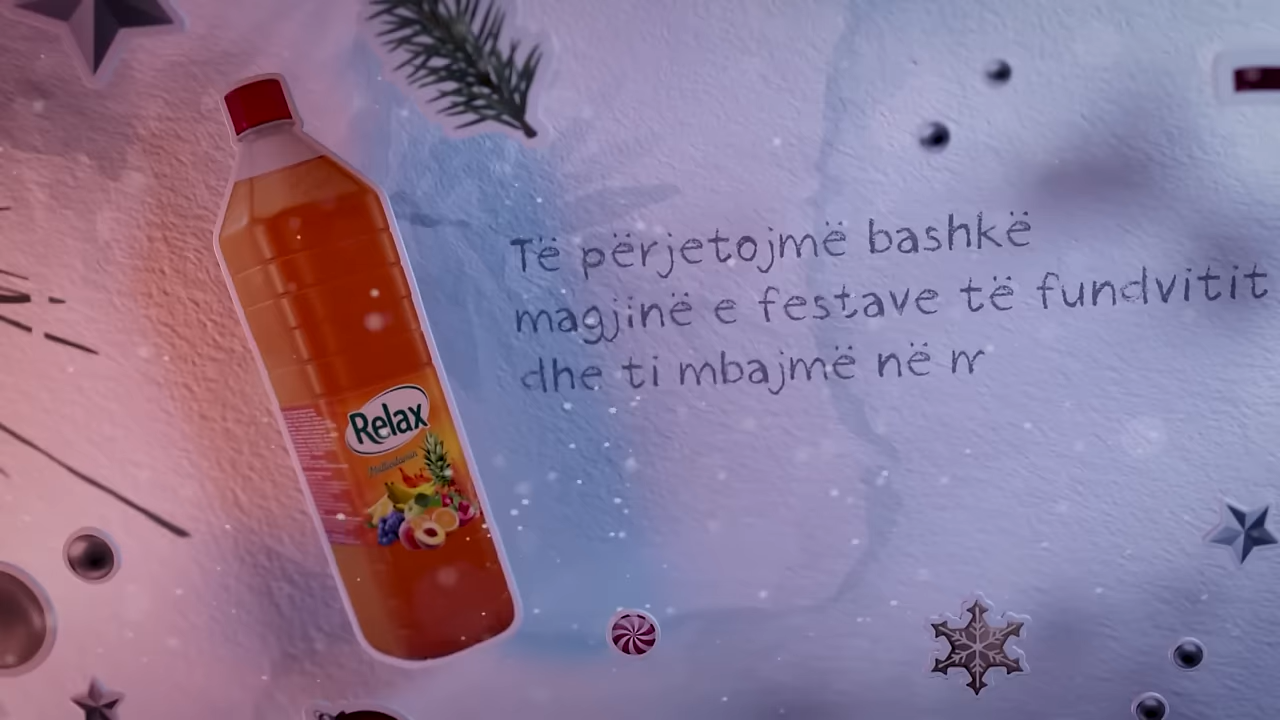 Të përjetojmë bashkë
magjinë e festave të fundvitit
dhe ti mbajmë në
Relax